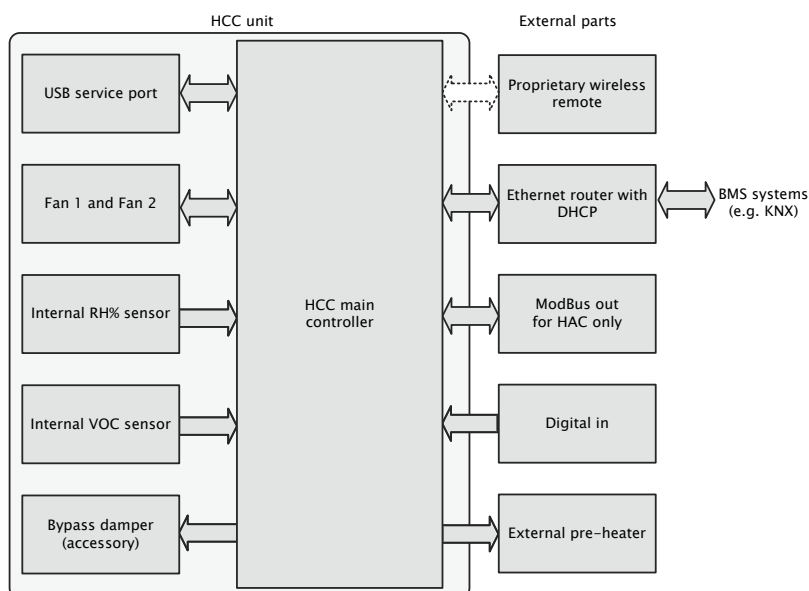 HCC unit
External parts
USB service port
Proprietary wireless
remote
Fan 1 and Fan 2
Ethernet router with
DHCP
BMS systems
(e.g. KNX)
Internal RH% sensor
HCC main
controller
ModBus out
for HAC only
Internal VOC sensor
Digital in
Bypass damper
(accessory)
External pre-heater